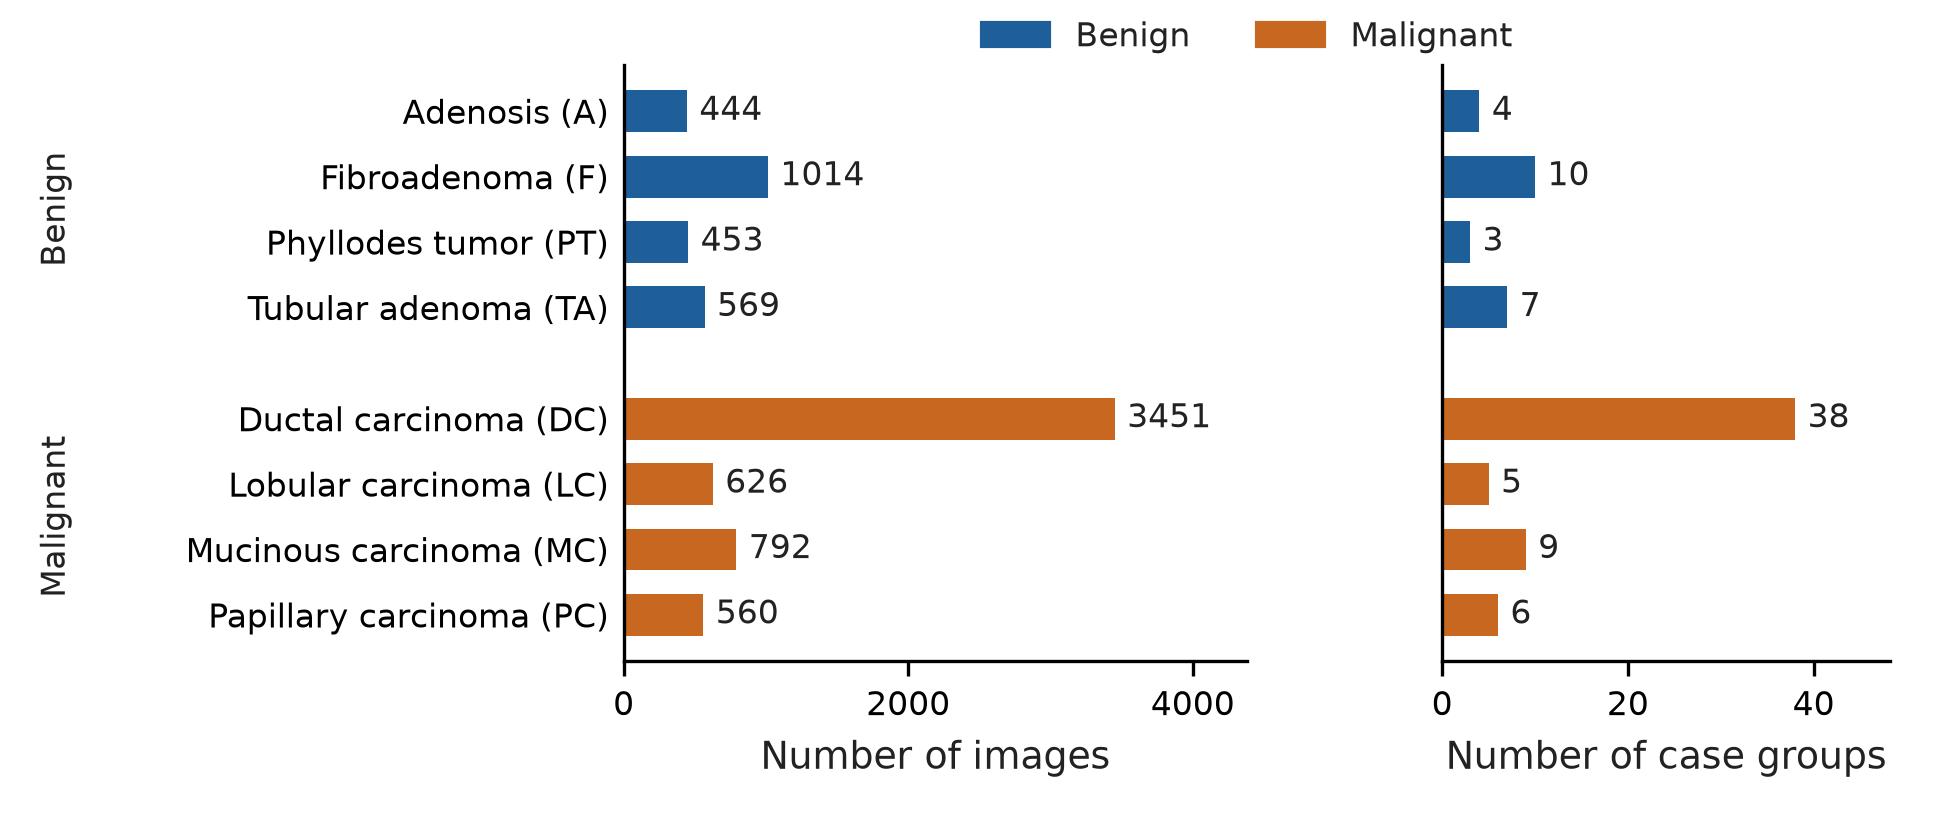 Benign Malignant
Benign
Adenosis (A) 444 4
Fibroadenoma (F) 1014 10
Phyllodes tumor (PT) 453 3
Tubular adenoma (TA) 569 7
Malignant
Ductal carcinoma (DC) 3451 38
Lobular carcinoma (LC) 626 5
Mucinous carcinoma (MC) 792 9
Papillary carcinoma (PC) 560 6
0 2000 4000 0 20 40
Number of images Number of case groups